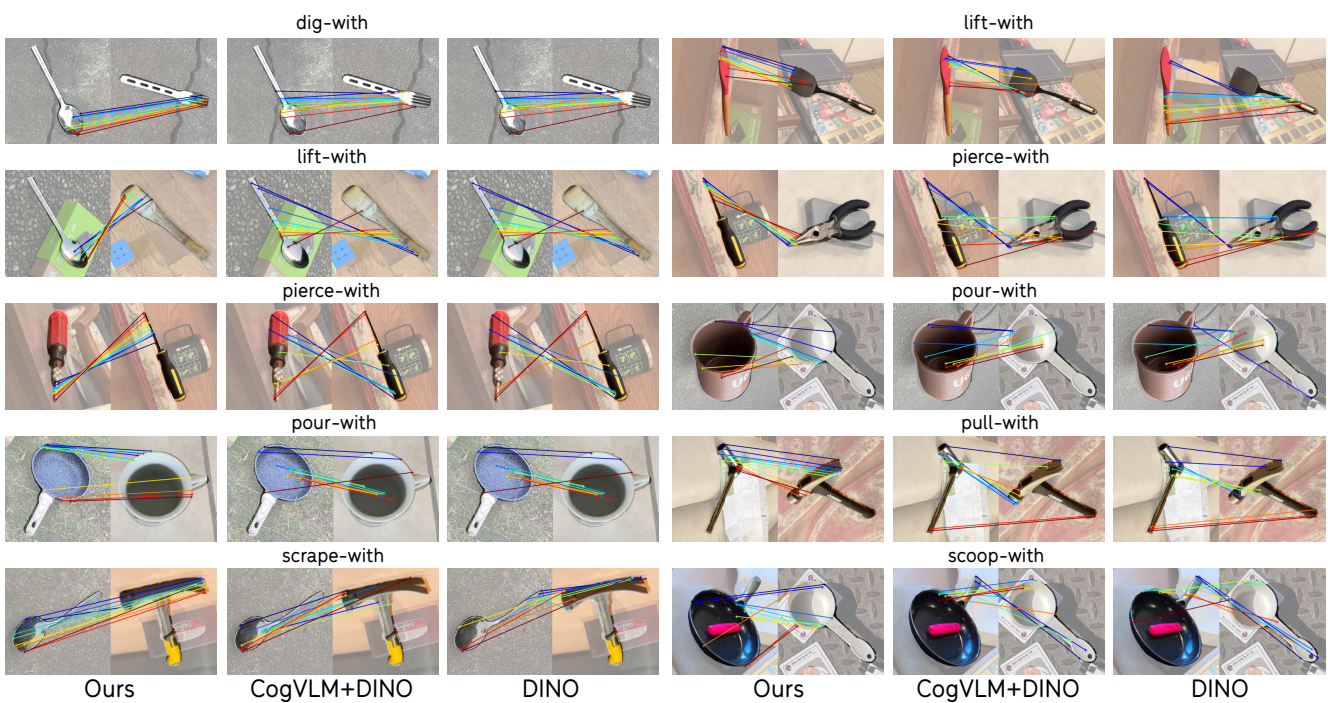 dig-with
lift-with
lift-with
pierce-with
pierce-with
pour-with
pour-with
pull-with
scrape-with
scoop-with
Ours CogVLM+DINO DINO Ours CogVLM+DINO DINO